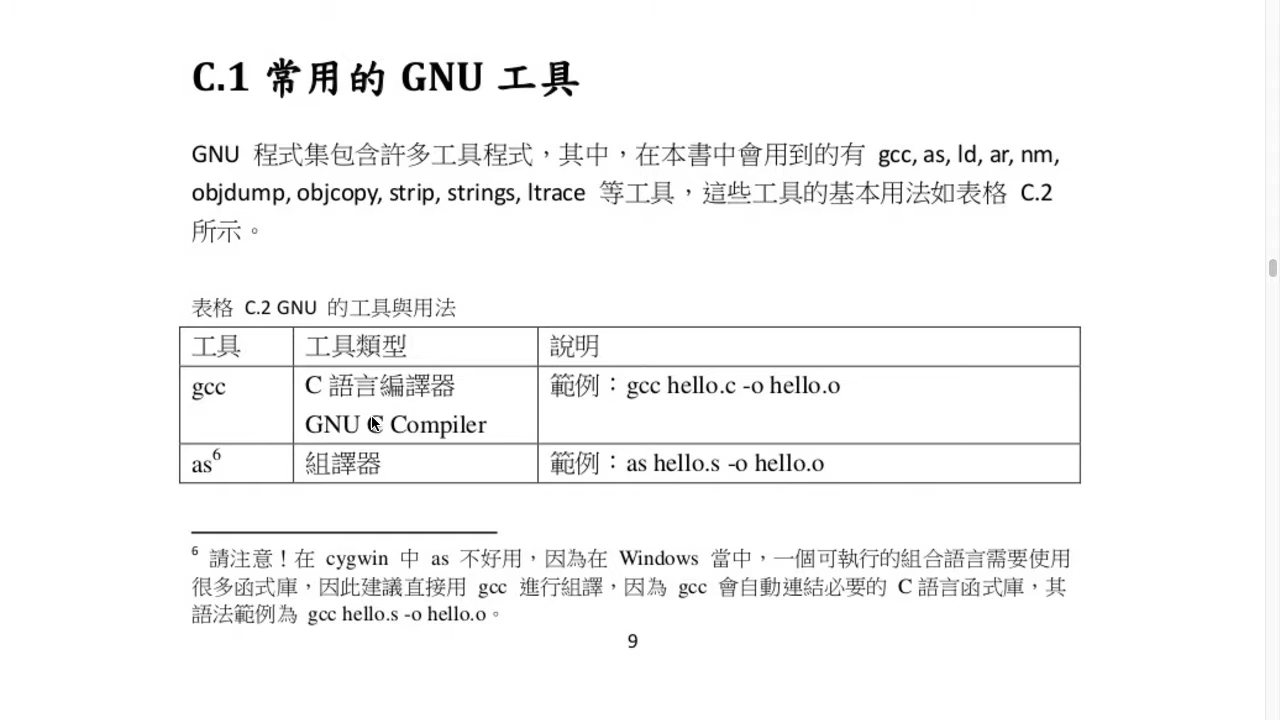 C.1 常用的 GNU 工具
GNU 程式集包含許多工具程式，其中，在本書中會用到的有 gcc, as, ld, ar, nm,
objdump, objcopy, strip, strings, ltrace 等工具，這些工具的基本用法如表格 C.2
所示。
表格 C.2 GNU 的工具與用法
工具 工具類型 說明
gcc C 語言編譯器 範例：gcc hello.c -o hello.o
GNU C Compiler
as6 組譯器 範例：as hello.s -o hello.o
6 請注意！在 cygwin 中 as 不好用，因為在 Windows 當中，一個可執行的組合語言需要使用
很多函式庫，因此建議直接用 gcc 進行組譯，因為 gcc 會自動連結必要的 C 語言函式庫，其
語法範例為 gcc hello.s -o hello.o。
9